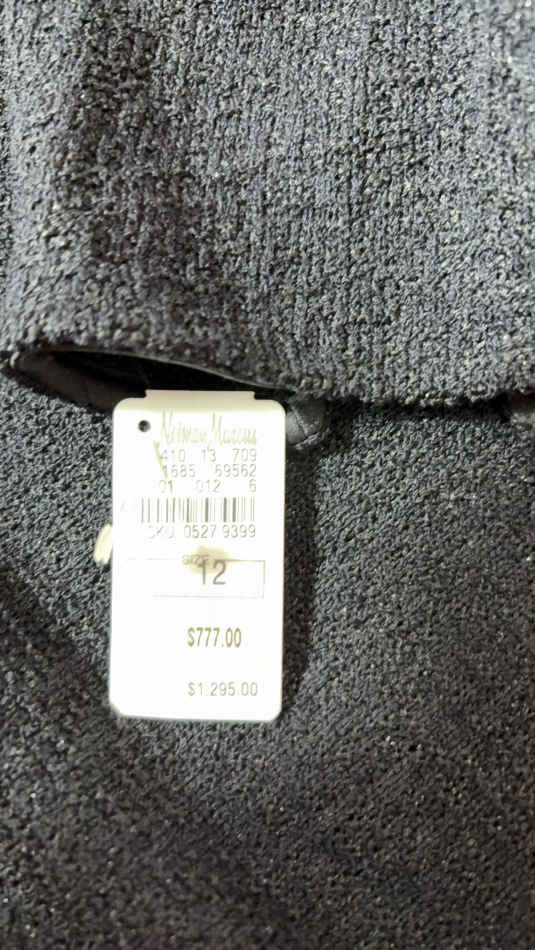 Neiman Marcus
410 13 709
1685 69562
01 012 6
SKU 0527 9399
SIZE
12
$777.00
$1,295.00